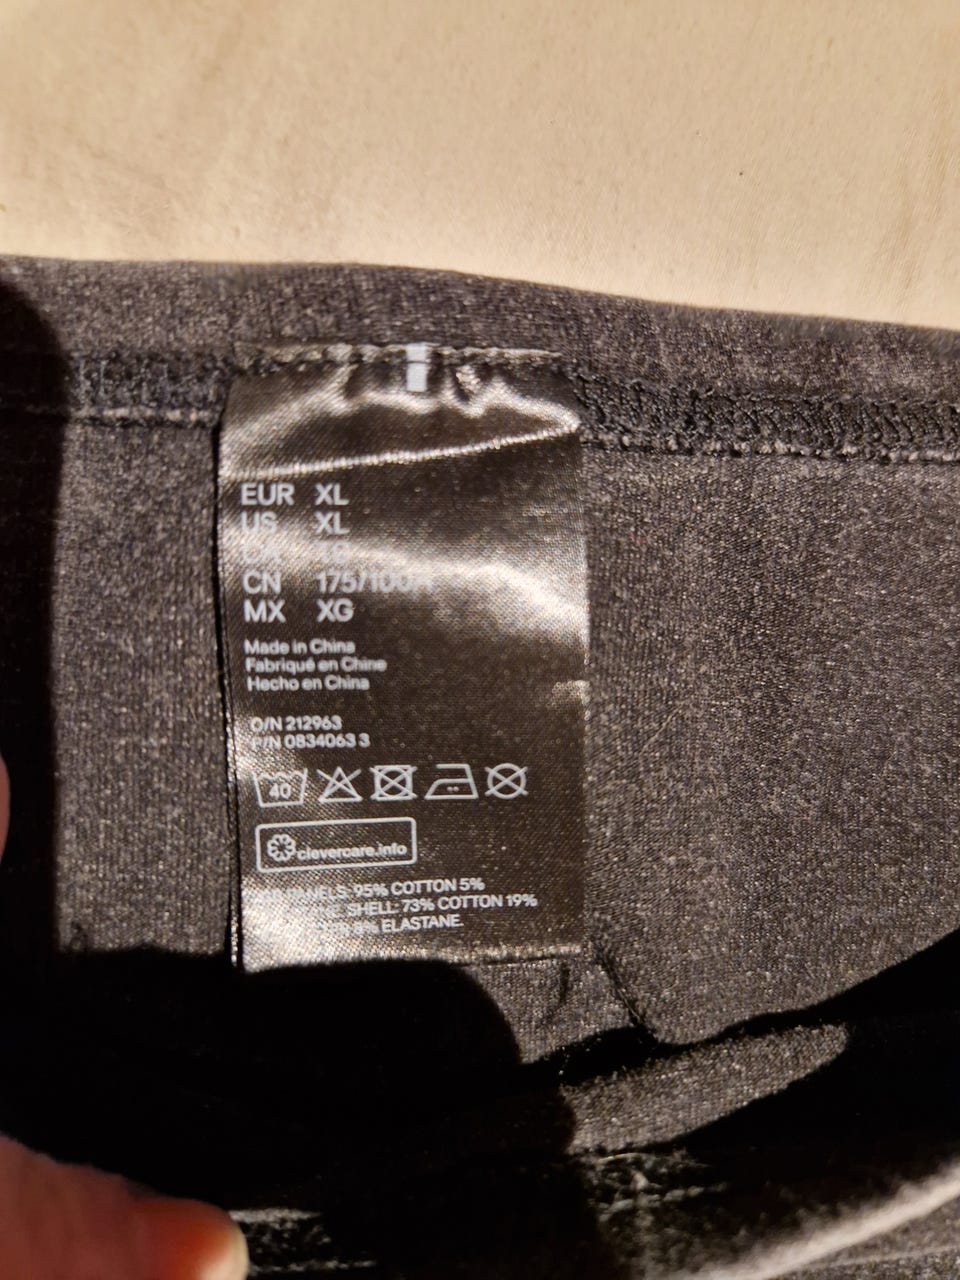 EUR XL
US XL
CN 175/100A
MX XG
Made in China
Fabriqué en Chine
Hecho en China
O/N 212963
P/N 0834063 3
40
clevercare.info
PANELS: 95% COTTON 5%
SHELL: 73% COTTON 19%
8% ELASTANE.